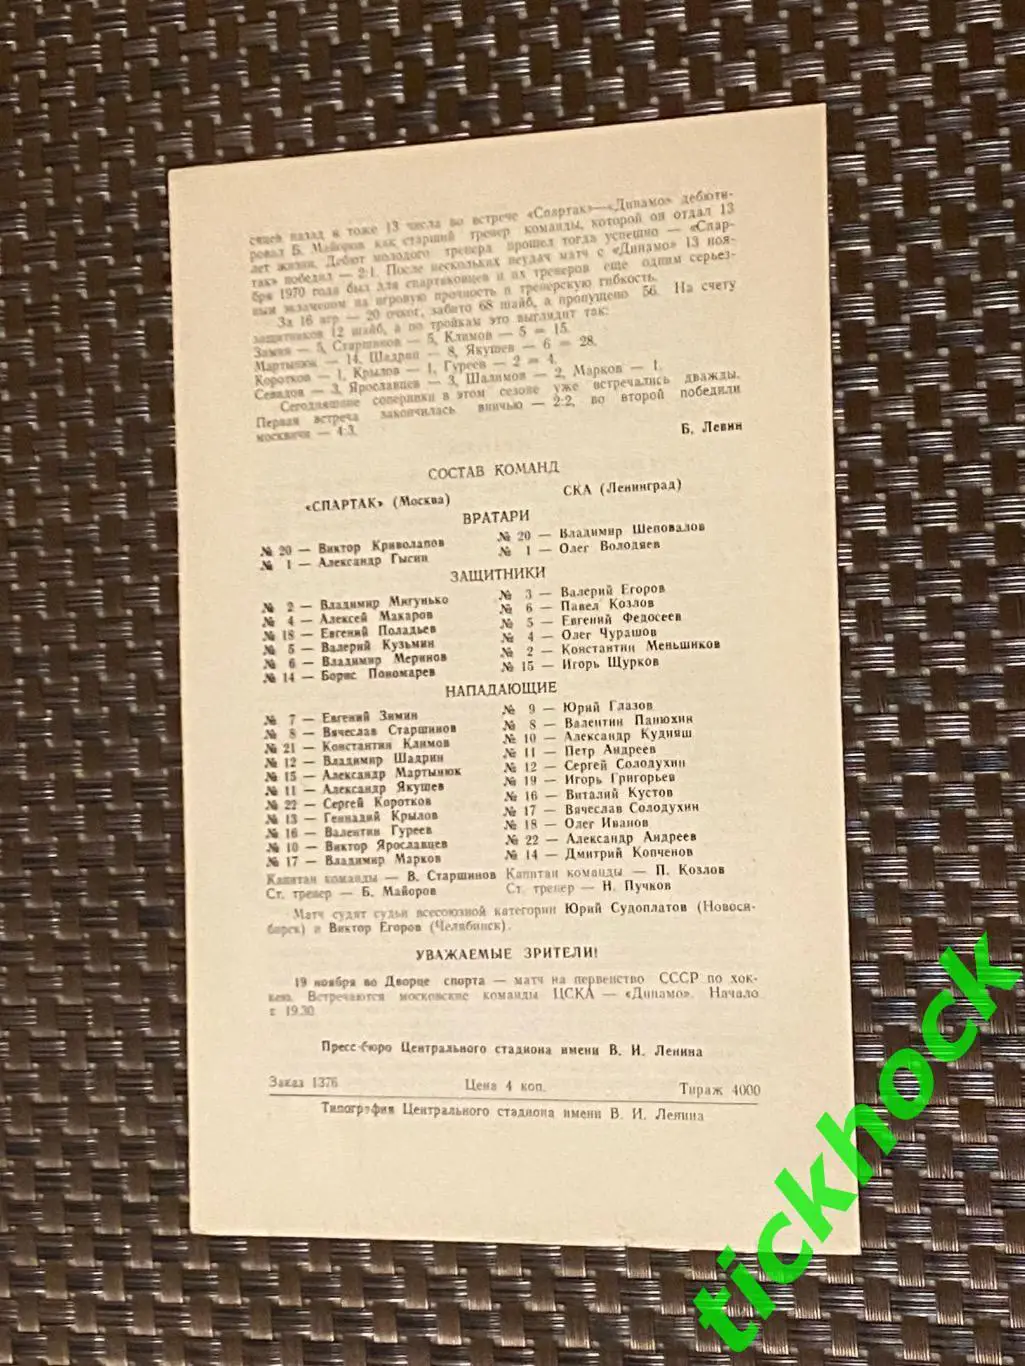 сяцей назад и тоже 13 числа во встрече «Спартак»—«Динамо» дебюти-
ровал Б. Майоров как старший тренер команды, которой он отдал 13
лет жизни. Дебют молодого тренера прошел тогда успешно — «Спар-
так» победил — 2:1. После нескольких неудач матч с «Динамо» 13 ноя-
бря 1970 года был для спартаковцев и их тренеров еще одним серьез-
ным экзаменом на игровую прочность и тренерскую гибкость.
За 16 игр — 20 очков, забито 68 шайб, а пропущено 56. На счету
защитников 12 шайб, а по тройкам это выглядит так:
Зимин — 5, Старшинов — 5, Климов — 5 = 15.
Мартынюк — 14, Шадрин — 8, Якушев — 6 = 28.
Коротков — 1, Крылов — 1, Гуреев — 2 = 4.
Севидов — 3, Ярославцев — 3, Шалимов — 2, Марков — 1.
Сегодняшние соперники в этом сезоне уже встречались дважды.
Первая встреча закончилась вничью — 2:2, во второй победили
москвичи — 4:3.
Б. Левин
СОСТАВ КОМАНД
«СПАРТАК» (Москва) СКА (Ленинград)
ВРАТАРИ
№ 20 — Виктор Криволапов № 20 — Владимир Шеповалов
№ 1 — Александр Гысин № 1 — Олег Володяев
ЗАЩИТНИКИ
№ 2 — Владимир Мигунько № 3 — Валерий Егоров
№ 4 — Алексей Макаров № 6 — Павел Козлов
№ 18 — Евгений Поладьев № 5 — Евгений Федосеев
№ 5 — Валерий Кузьмин № 4 — Олег Чурашов
№ 6 — Владимир Меринов № 2 — Константин Меньшиков
№ 14 — Борис Пономарев № 15 — Игорь Щурков
НАПАДАЮЩИЕ
№ 7 — Евгений Зимин № 9 — Юрий Глазов
№ 8 — Вячеслав Старшинов № 8 — Валентин Панюхин
№ 21 — Константин Климов № 10 — Александр Кудияш
№ 12 — Владимир Шадрин № 11 — Петр Андреев
№ 15 — Александр Мартынюк № 12 — Сергей Солодухин
№ 11 — Александр Якушев № 19 — Игорь Григорьев
№ 22 — Сергей Коротков № 16 — Виталий Кустов
№ 13 — Геннадий Крылов № 17 — Вячеслав Солодухин
№ 16 — Валентин Гуреев № 18 — Олег Иванов
№ 10 — Виктор Ярославцев № 22 — Александр Андреев
№ 17 — Владимир Марков № 14 — Дмитрий Копченов
Капитан команды — В. Старшинов Капитан команды — П. Козлов
Ст. тренер — Б. Майоров Ст. тренер — Н. Пучков
Матч судят судьи всесоюзной категории Юрий Судоплатов (Новоси-
бирск) и Виктор Егоров (Челябинск).
УВАЖАЕМЫЕ ЗРИТЕЛИ!
19 ноября во Дворце спорта — матч на первенство СССР по хок-
кею. Встречаются московские команды ЦСКА — «Динамо». Начало
в 19.30
Пресс-бюро Центрального стадиона имени В. И. Ленина
Заказ 1376 Цена 4 коп. Тираж 4000
Типография Центрального стадиона имени В. И. Ленина
tickhock